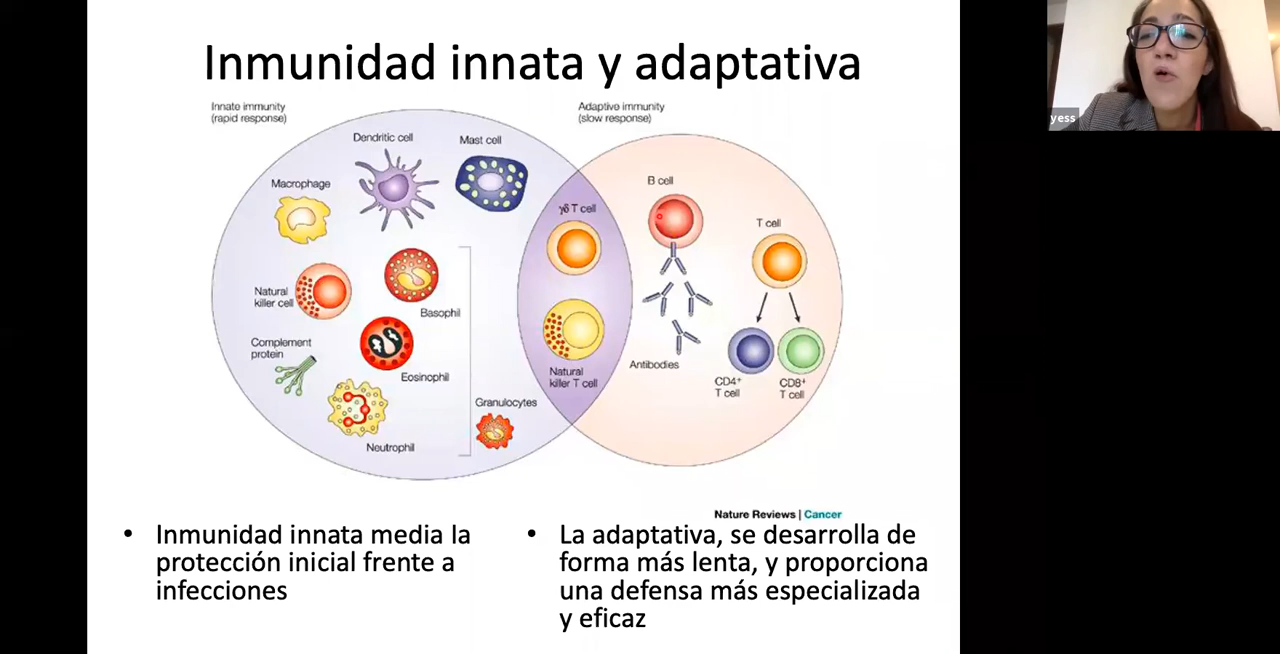 Inmunidad innata y adaptativa
Innate immunity
(rapid response)
Adaptive immunity
(slow response)
Dendritic cell
Mast cell
Macrophage
B cell
γδ T cell
T cell
Natural
killer cell
Basophil
Complement
protein
Eosinophil
Natural
killer T cell
Antibodies
CD4⁺
T cell
CD8⁺
T cell
Granulocytes
Neutrophil
Nature Reviews | Cancer
• Inmunidad innata media la
protección inicial frente a
infecciones
• La adaptativa, se desarrolla de
forma más lenta, y proporciona
una defensa más especializada
y eficaz
yess